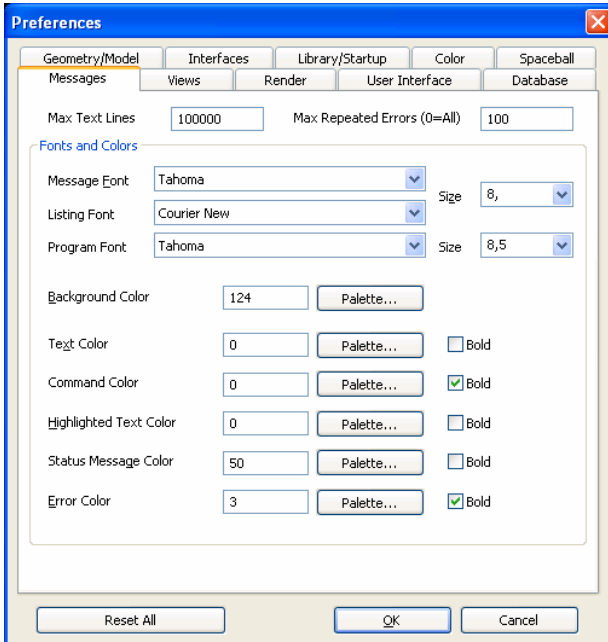 Preferences
Geometry/Model Interfaces Library/Startup Color Spaceball
Messages Views Render User Interface Database
Max Text Lines 100000 Max Repeated Errors (0=All) 100
Fonts and Colors
Message Font Tahoma
Size 8,
Listing Font Courier New
Program Font Tahoma Size 8,5
Background Color 124 Palette...
Text Color 0 Palette... Bold
Command Color 0 Palette... Bold
Highlighted Text Color 0 Palette... Bold
Status Message Color 50 Palette... Bold
Error Color 3 Palette... Bold
Reset All OK Cancel